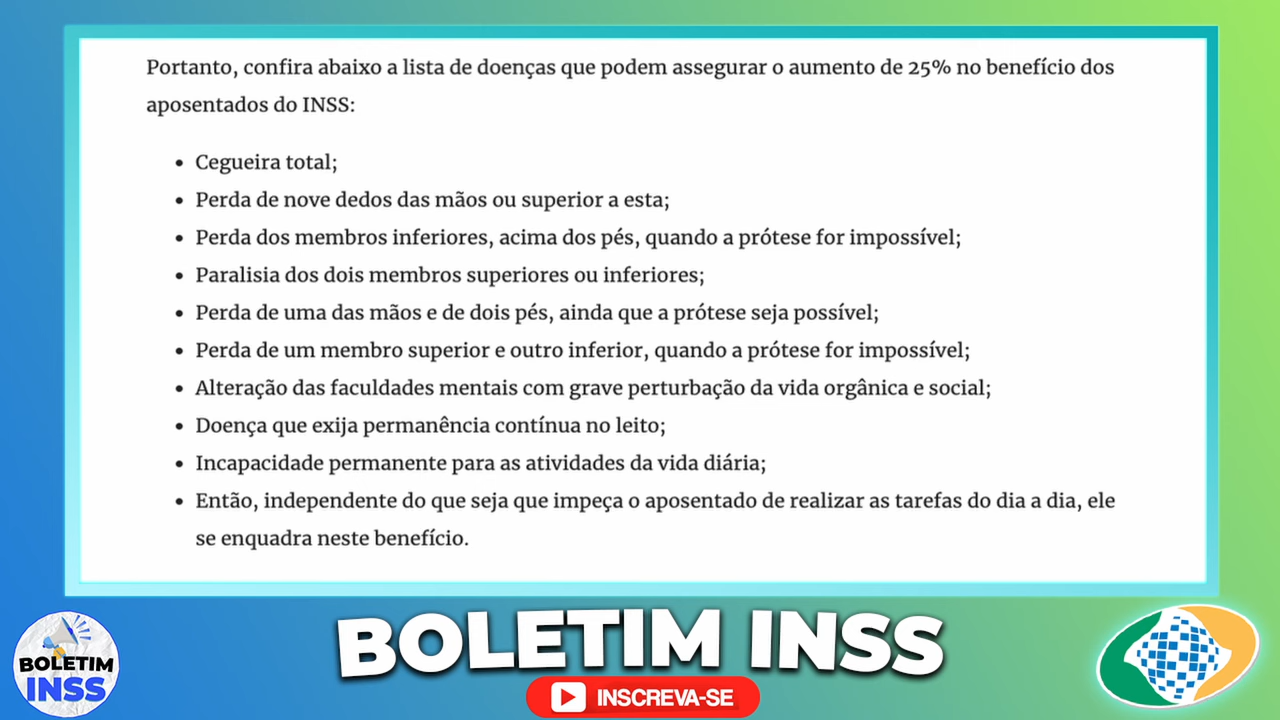 Portanto, confira abaixo a lista de doenças que podem assegurar o aumento de 25% no benefício dos
aposentados do INSS:
• Cegueira total;
• Perda de nove dedos das mãos ou superior a esta;
• Perda dos membros inferiores, acima dos pés, quando a prótese for impossível;
• Paralisia dos dois membros superiores ou inferiores;
• Perda de uma das mãos e de dois pés, ainda que a prótese seja possível;
• Perda de um membro superior e outro inferior, quando a prótese for impossível;
• Alteração das faculdades mentais com grave perturbação da vida orgânica e social;
• Doença que exija permanência contínua no leito;
• Incapacidade permanente para as atividades da vida diária;
• Então, independente do que seja que impeça o aposentado de realizar as tarefas do dia a dia, ele
se enquadra neste benefício.
BOLETIM
INSS
BOLETIM INSS
INSCREVA-SE